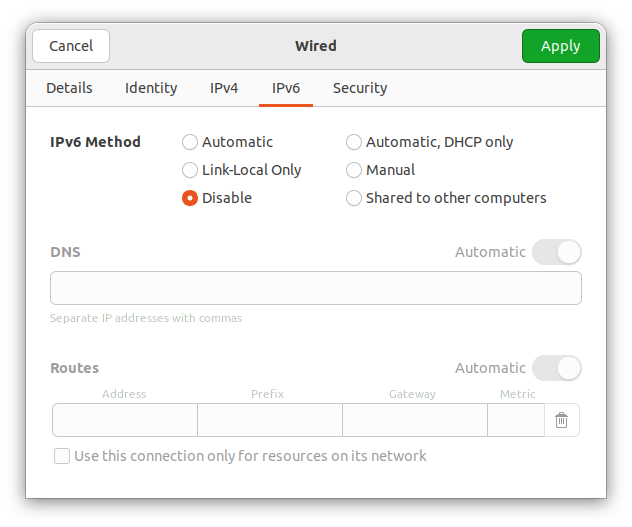 Cancel Wired Apply
Details Identity IPv4 IPv6 Security
IPv6 Method Automatic Automatic, DHCP only
Link-Local Only Manual
Disable Shared to other computers
DNS Automatic
Separate IP addresses with commas
Routes Automatic
Address Prefix Gateway Metric
Use this connection only for resources on its network